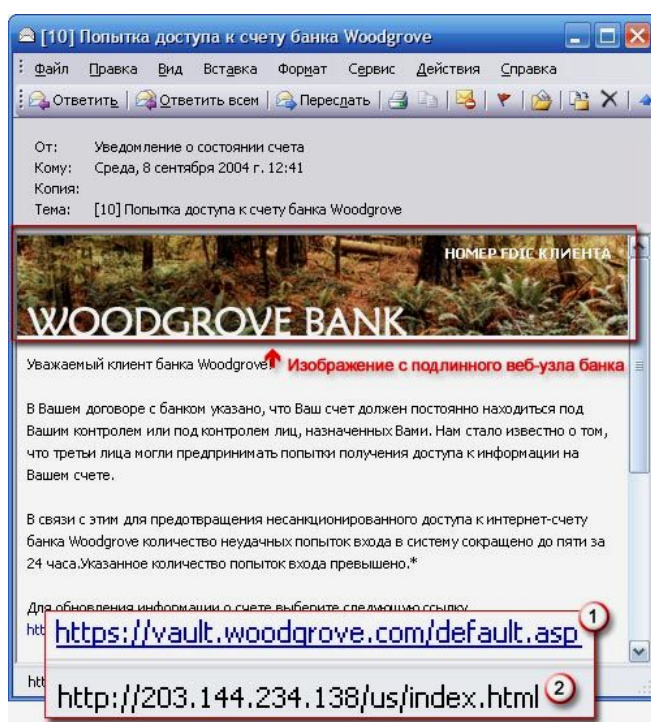 [10] Попытка доступа к счету банка Woodgrove
Файл Правка Вид Вставка Формат Сервис Действия Справка
Ответить Ответить всем Переслать
От: Уведомление о состоянии счета
Кому: Среда, 8 сентября 2004 г. 12:41
Копия:
Тема: [10] Попытка доступа к счету банка Woodgrove
НОМЕР FDIC КЛИЕНТА
WOODGROVE BANK
Уважаемый клиент банка Woodgrove!
Изображение с подлинного веб-узла банка
В Вашем договоре с банком указано, что Ваш счет должен постоянно находиться под
Вашим контролем или под контролем лиц, назначенных Вами. Нам стало известно о том,
что третьи лица могли предпринимать попытки получения доступа к информации на
Вашем счете.
В связи с этим для предотвращения несанкционированного доступа к интернет-счету
банка Woodgrove количество неудачных попыток входа в систему сокращено до пяти за
24 часа.Указанное количество попыток входа превышено.*
Для обновления информации о счете выберите следующую ссылку
htt
https://vault.woodgrove.com/default.asp 1
htt
http://203.144.234.138/us/index.html 2